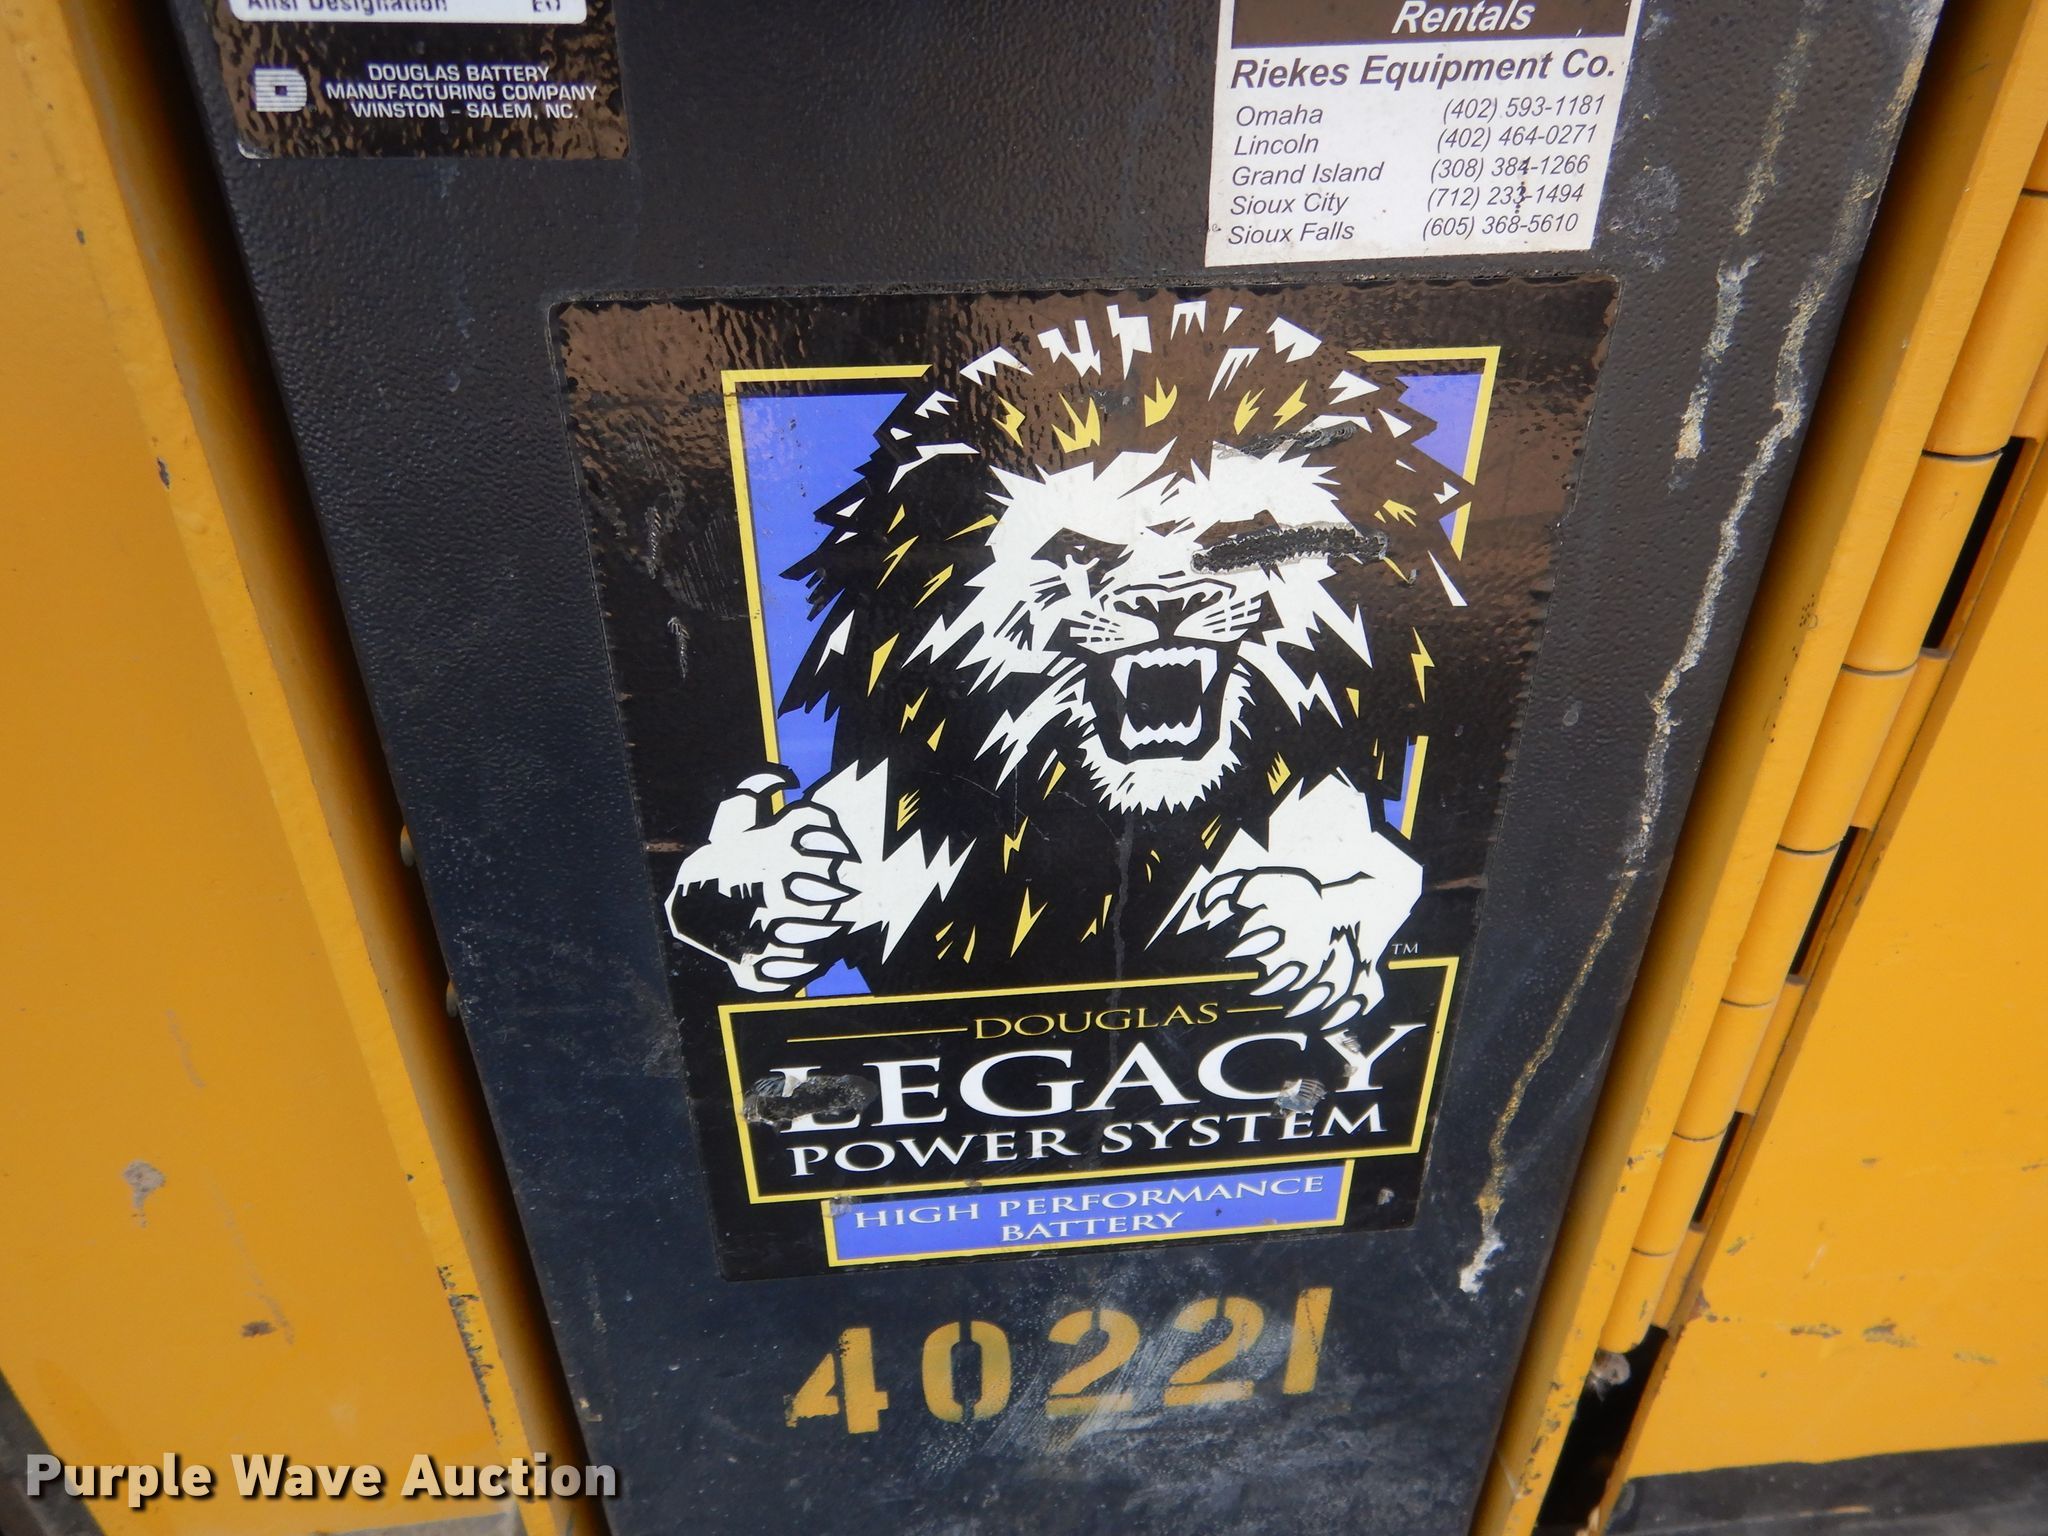 Ansi Designation
DOUGLAS BATTERY
MANUFACTURING COMPANY
WINSTON - SALEM, NC.
Rentals
Riekes Equipment Co.
Omaha (402) 593-1181
Lincoln (402) 464-0271
Grand Island (308) 384-1266
Sioux City (712) 233-1494
Sioux Falls (605) 368-5610
TM
DOUGLAS
LEGACY
POWER SYSTEM
HIGH PERFORMANCE
BATTERY
40221
Purple Wave Auction